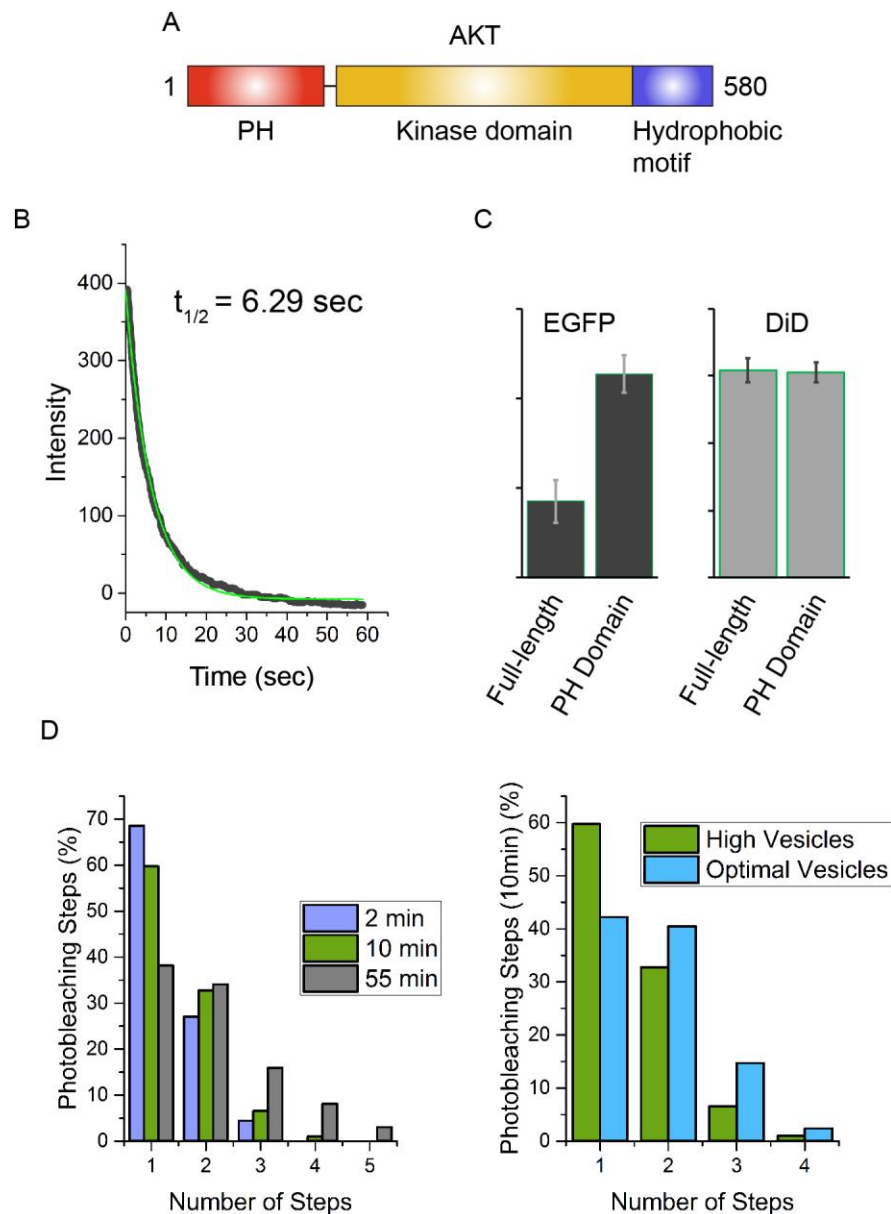 A
AKT
1
580
PH
Kinase domain
Hydrophobic
motif
B
t1/2 = 6.29 sec
400
300
200
100
0
Intensity
0 10 20 30 40 50 60
Time (sec)
C
EGFP
DiD
Full-length
PH Domain
Full-length
PH Domain
D
70
60
50
40
30
20
10
0
Photobleaching Steps (%)
2 min
10 min
55 min
1 2 3 4 5
Number of Steps
60
50
40
30
20
10
0
Photobleaching Steps (10min) (%)
High Vesicles
Optimal Vesicles
1 2 3 4
Number of Steps